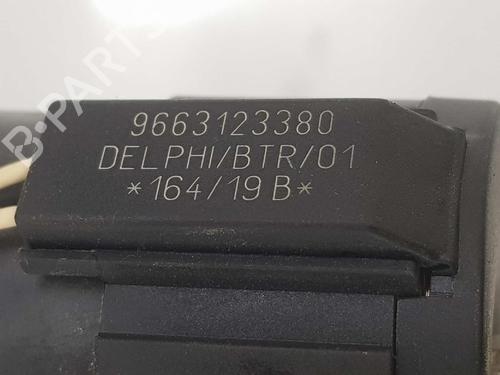 9663123380
DELPHI/BTR/01
*164/19 B*
B-PARTS